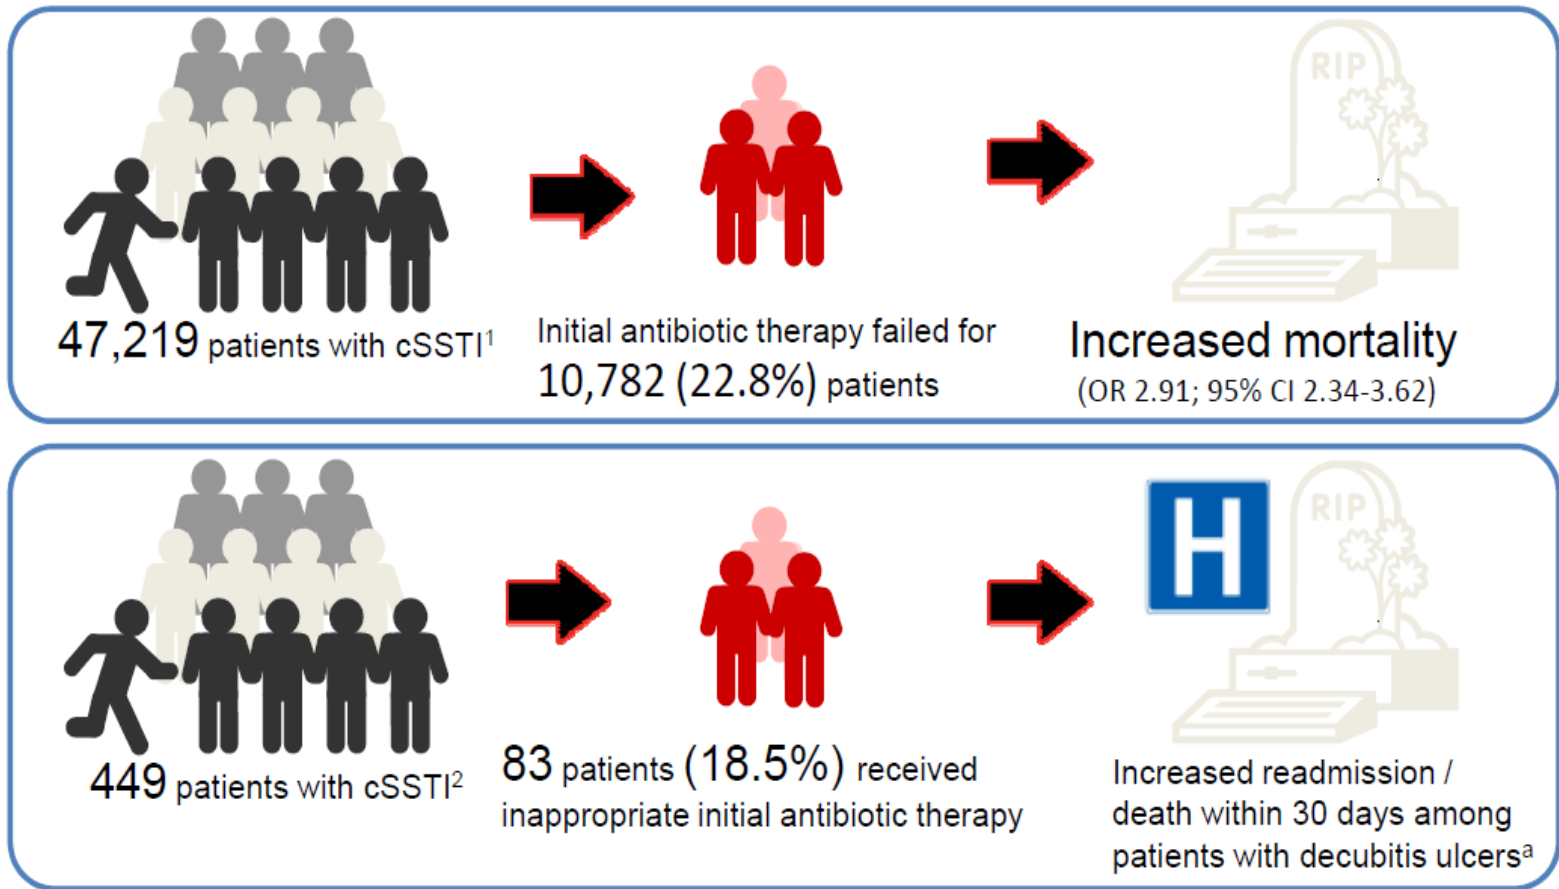 RIP
47,219 patients with cSSTI¹
Initial antibiotic therapy failed for
10,782 (22.8%) patients
Increased mortality
(OR 2.91; 95% CI 2.34-3.62)
H
RIP
449 patients with cSSTI²
83 patients (18.5%) received
inappropriate initial antibiotic therapy
Increased readmission /
death within 30 days among
patients with decubitis ulcersᵃ